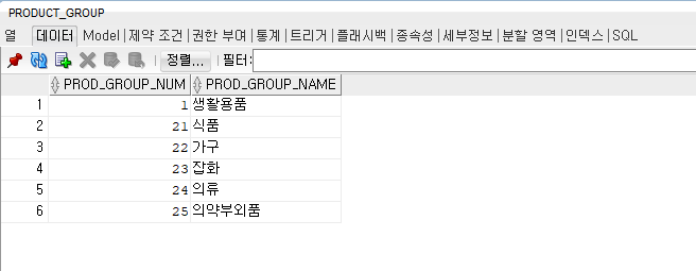 PRODUCT_GROUP
열 데이터 Model 제약 조건 권한 부여 통계 트리거 플래시백 종속성 세부정보 분할 영역 인덱스 SQL
정렬... 필터:
PROD_GROUP_NUM PROD_GROUP_NAME
1 1 생활용품
2 21 식품
3 22 가구
4 23 잡화
5 24 의류
6 25 의약부외품